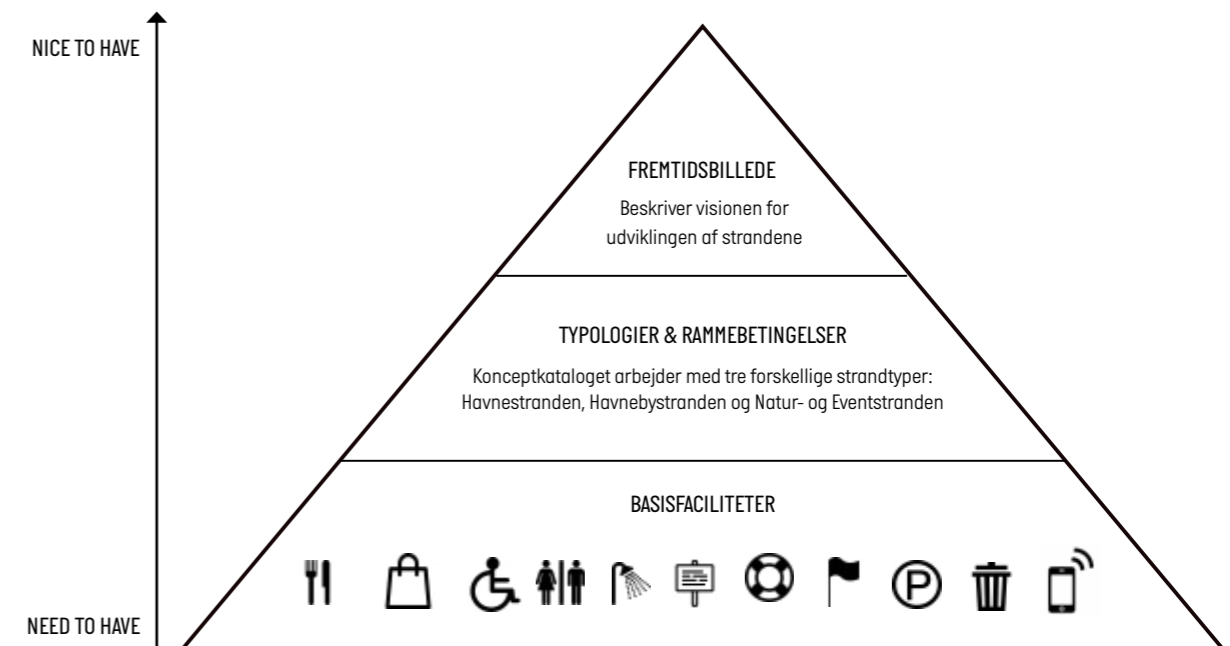 NICE TO HAVE
FREMTIDSBILLEDE
Beskriver visionen for
udviklingen af strandene
TYPOLOGIER & RAMMEBETINGELSER
Konceptkataloget arbejder med tre forskellige strandtyper:
Havnestranden, Havnebystranden og Natur- og Eventstranden
BASISFACILITETER
P
NEED TO HAVE